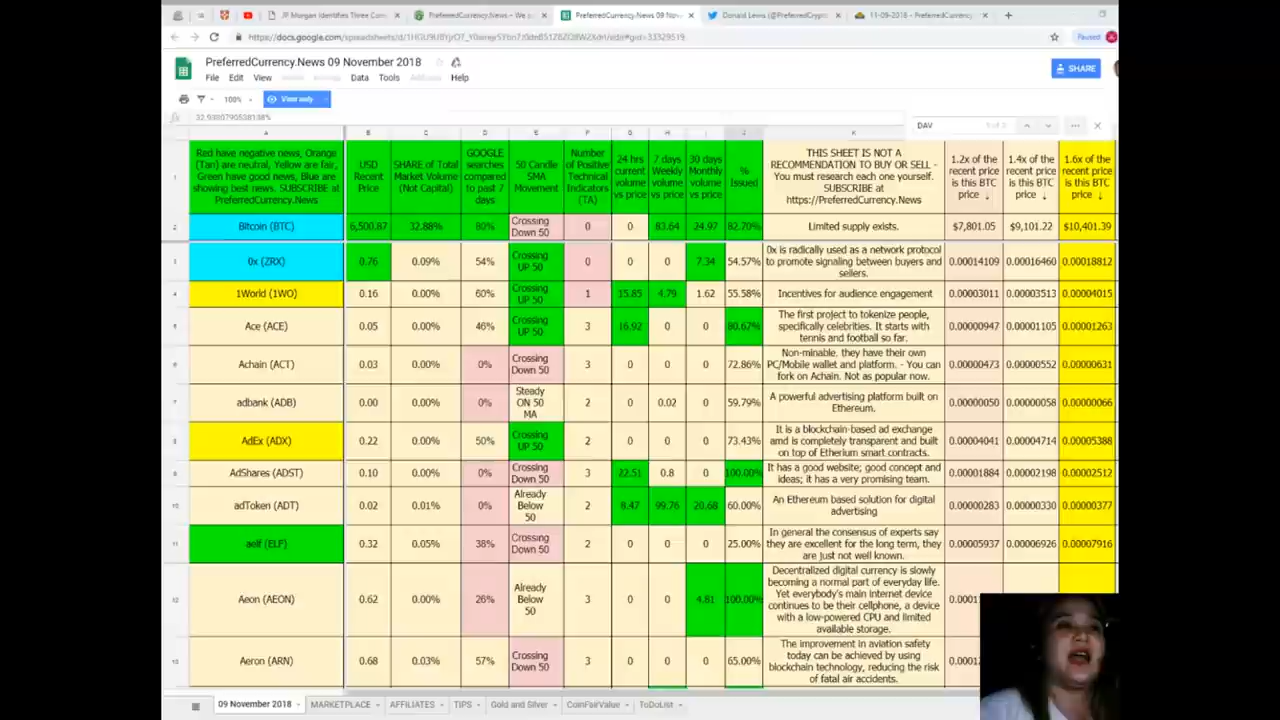 JP Morgan Identifies Three Com
PreferredCurrency.News - We p
PreferredCurrency.News 09 Nov
Donald Lewis (@PreferredCrypto
11-09-2018 - PreferredCurrency
Paused
PreferredCurrency.News 09 November 2018
File Edit View Data Tools Help
SHARE
100%
View only
DAV
A B C D E F G H I J K
Red have negative news, Orange
(Tan) are neutral, Yellow are fair,
Green have good news, Blue are
showing best news. SUBSCRIBE at
PreferredCurrency.News
USD
Recent
Price
SHARE of Total
Market Volume
(Not Capital)
GOOGLE
searches
compared
to past 7
days
50 Candle
SMA
Movement
Number
of Positive
Technical
Indicators
(TA)
24 hrs
current
volume
vs price
7 days
Weekly
volume
vs price
30 days
Monthly
volume
vs price
%
Issued
THIS SHEET IS NOT A
RECOMMENDATION TO BUY OR SELL -
You must research each one yourself.
SUBSCRIBE at
https://PreferredCurrency.News
1.2x of the
recent price
is this BTC
price ↓
1.4x of the
recent price
is this BTC
price ↓
1.6x of the
recent price
is this BTC
price ↓
Bitcoin (BTC) 6,500.87 32.88% 80% Crossing Down 50 0 0 83.64 24.97 82.70% Limited supply exists. $7,801.05 $9,101.22 $10,401.39
0x (ZRX) 0.76 0.09% 54% Crossing UP 50 0 0 0 7.34 54.57% 0x is radically used as a network protocol to promote signaling between buyers and sellers. 0.00014109 0.00016460 0.00018812
1World (1WO) 0.16 0.00% 60% Crossing UP 50 1 15.85 4.79 1.62 55.58% Incentives for audience engagement 0.00003011 0.00003513 0.00004015
Ace (ACE) 0.05 0.00% 46% Crossing UP 50 3 16.92 0 0 80.67% The first project to tokenize people, specifically celebrities. It starts with tennis and football so far. 0.00000947 0.00001105 0.00001263
Achain (ACT) 0.03 0.00% 0% Crossing Down 50 3 0 0 0 72.86% Non-minable, they have their own PC/Mobile wallet and platform. - You can fork on Achain. Not as popular now. 0.00000473 0.00000552 0.00000631
adbank (ADB) 0.00 0.00% 0% Steady ON 50 MA 2 0 0.02 0 59.79% A powerful advertising platform built on Ethereum. 0.00000050 0.00000058 0.00000066
AdEx (ADX) 0.22 0.00% 50% Crossing UP 50 2 0 0 0 73.43% It is a blockchain-based ad exchange amd is completely transparent and built on top of Etherium smart contracts. 0.00004041 0.00004714 0.00005388
AdShares (ADST) 0.10 0.00% 0% Crossing Down 50 3 22.51 0.8 0 100.00% It has a good website; good concept and ideas; it has a very promising team. 0.00001884 0.00002198 0.00002512
adToken (ADT) 0.02 0.01% 0% Already Below 50 2 8.47 99.76 20.68 60.00% An Ethereum based solution for digital advertising 0.00000283 0.00000330 0.00000377
aelf (ELF) 0.32 0.05% 38% Crossing Down 50 2 0 0 0 25.00% In general the consensus of experts say they are excellent for the long term, they are just not well known. 0.00005937 0.00006926 0.00007916
Aeon (AEON) 0.62 0.00% 26% Already Below 50 3 0 0 4.81 100.00% Decentralized digital currency is slowly becoming a normal part of everyday life. Yet everybody's main internet device continues to be their cellphone, a device with a low-powered CPU and limited available storage.
Aeron (ARN) 0.68 0.03% 57% Crossing Down 50 3 0 0 0 65.00% The improvement in aviation safety today can be achieved by using blockchain technology, reducing the risk of fatal air accidents.
09 November 2018 MARKETPLACE AFFILIATES TIPS Gold and Silver CoinFairValue ToDoList